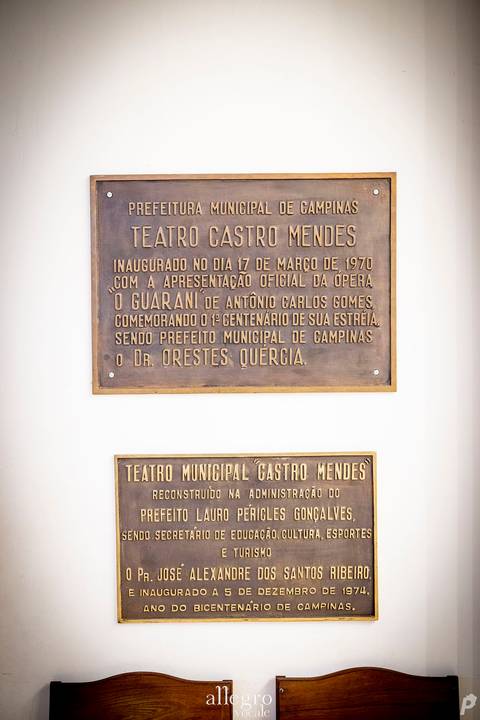 PREFEITURA MUNICIPAL DE CAMPINAS
TEATRO CASTRO MENDES
INAUGURADO NO DIA 17 DE MARÇO DE 1970
COM A APRESENTAÇÃO OFICIAL DA ÓPERA
"O GUARANI" DE ANTÔNIO CARLOS GOMES,
COMEMORANDO O 1º CENTENÁRIO DE SUA ESTRÉIA,
SENDO PREFEITO MUNICIPAL DE CAMPINAS
O DR. ORESTES QUÉRCIA.
TEATRO MUNICIPAL "CASTRO MENDES"
RECONSTRUÍDO NA ADMINISTRAÇÃO DO
PREFEITO LAURO PÉRICLES GONÇALVES,
SENDO SECRETÁRIO DE EDUCAÇÃO, CULTURA, ESPORTES
E TURISMO
O PR. JOSÉ ALEXANDRE DOS SANTOS RIBEIRO,
E INAUGURADO A 5 DE DEZEMBRO DE 1974,
ANO DO BICENTENÁRIO DE CAMPINAS.
allegro
vocale